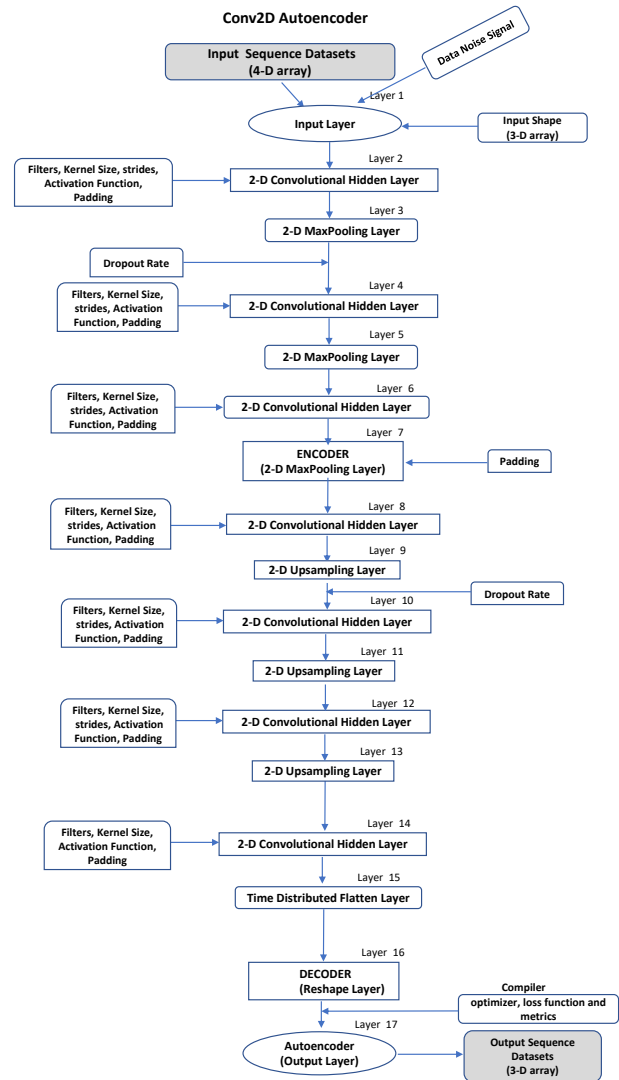 Conv2D Autoencoder
Input Sequence Datasets
(4-D array)
Data Noise Signal
Layer 1
Input Layer
Input Shape
(3-D array)
Layer 2
Filters, Kernel Size, strides,
Activation Function,
Padding
2-D Convolutional Hidden Layer
Layer 3
2-D MaxPooling Layer
Dropout Rate
Layer 4
Filters, Kernel Size,
strides, Activation
Function, Padding
2-D Convolutional Hidden Layer
Layer 5
2-D MaxPooling Layer
Layer 6
Filters, Kernel Size,
strides, Activation
Function, Padding
2-D Convolutional Hidden Layer
Layer 7
ENCODER
(2-D MaxPooling Layer)
Padding
Layer 8
Filters, Kernel Size,
strides, Activation
Function, Padding
2-D Convolutional Hidden Layer
Layer 9
2-D Upsampling Layer
Dropout Rate
Layer 10
Filters, Kernel Size,
strides, Activation
Function, Padding
2-D Convolutional Hidden Layer
Layer 11
2-D Upsampling Layer
Layer 12
Filters, Kernel Size,
strides, Activation
Function, Padding
2-D Convolutional Hidden Layer
Layer 13
2-D Upsampling Layer
Layer 14
Filters, Kernel Size,
Activation Function,
Padding
2-D Convolutional Hidden Layer
Layer 15
Time Distributed Flatten Layer
Layer 16
DECODER
(Reshape Layer)
Compiler
optimizer, loss function and
metrics
Layer 17
Autoencoder
(Output Layer)
Output Sequence
Datasets
(3-D array)